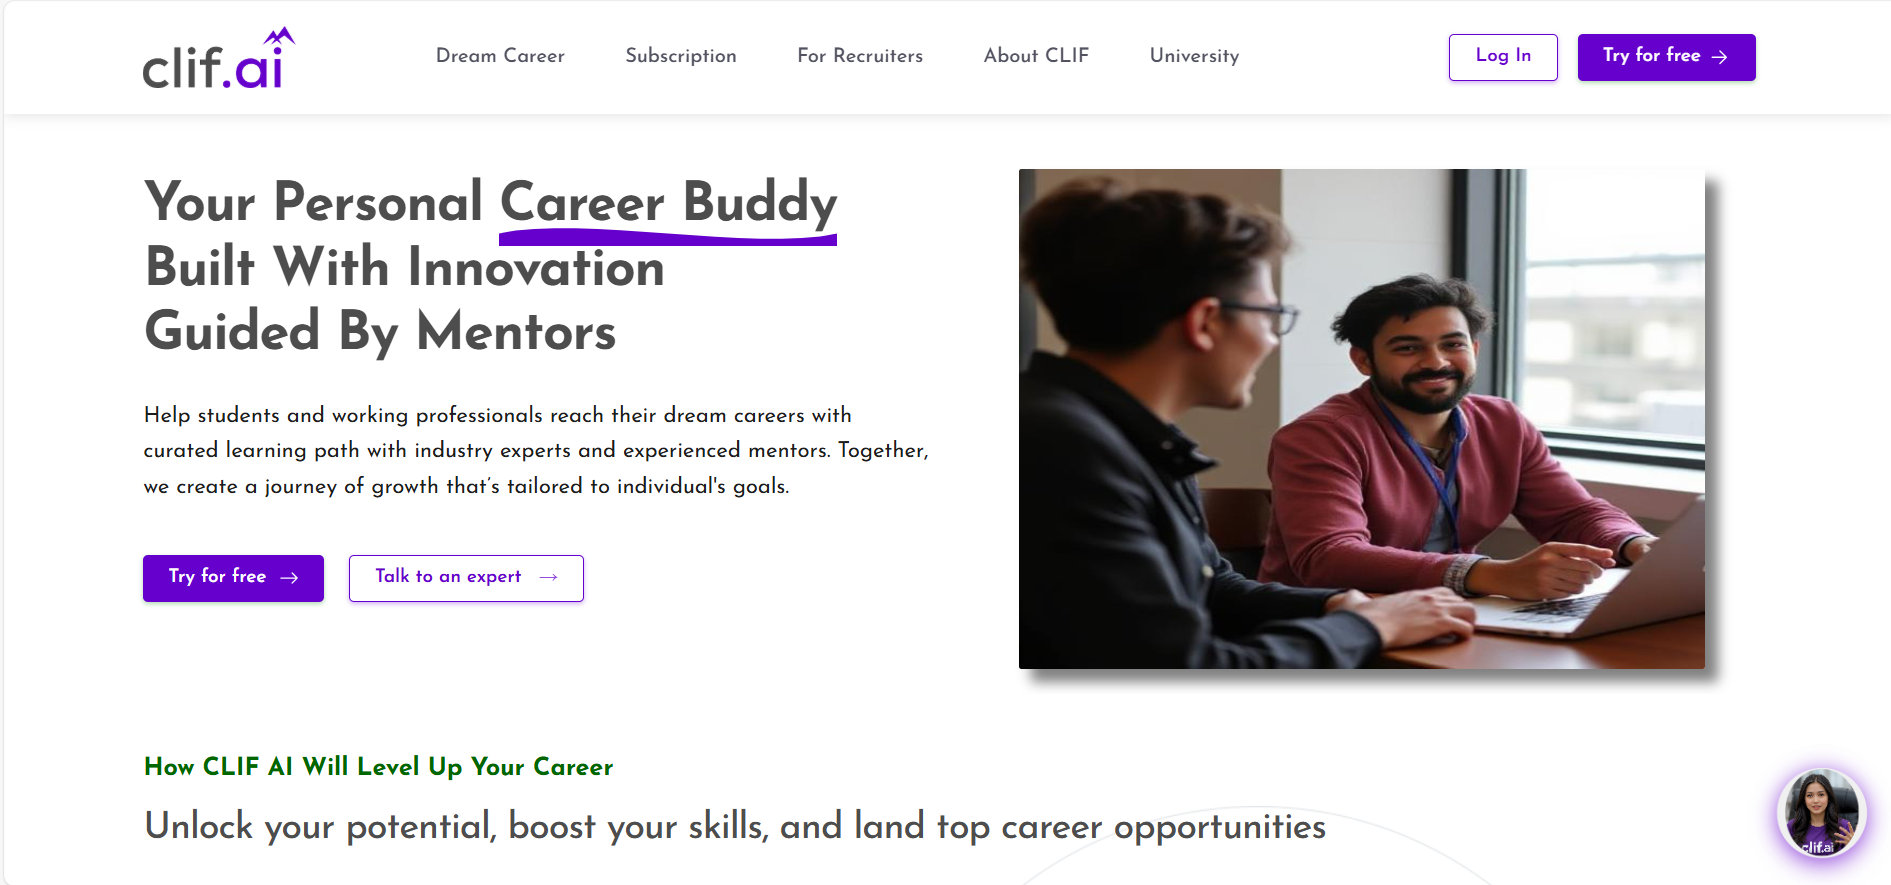 clif.ai
Dream Career
Subscription
For Recruiters
About CLIF
University
Log In
Try for free →
Your Personal Career Buddy
Built With Innovation
Guided By Mentors
Help students and working professionals reach their dream careers with
curated learning path with industry experts and experienced mentors. Together,
we create a journey of growth that’s tailored to individual's goals.
Try for free →
Talk to an expert →
How CLIF AI Will Level Up Your Career
Unlock your potential, boost your skills, and land top career opportunities
clif.ai